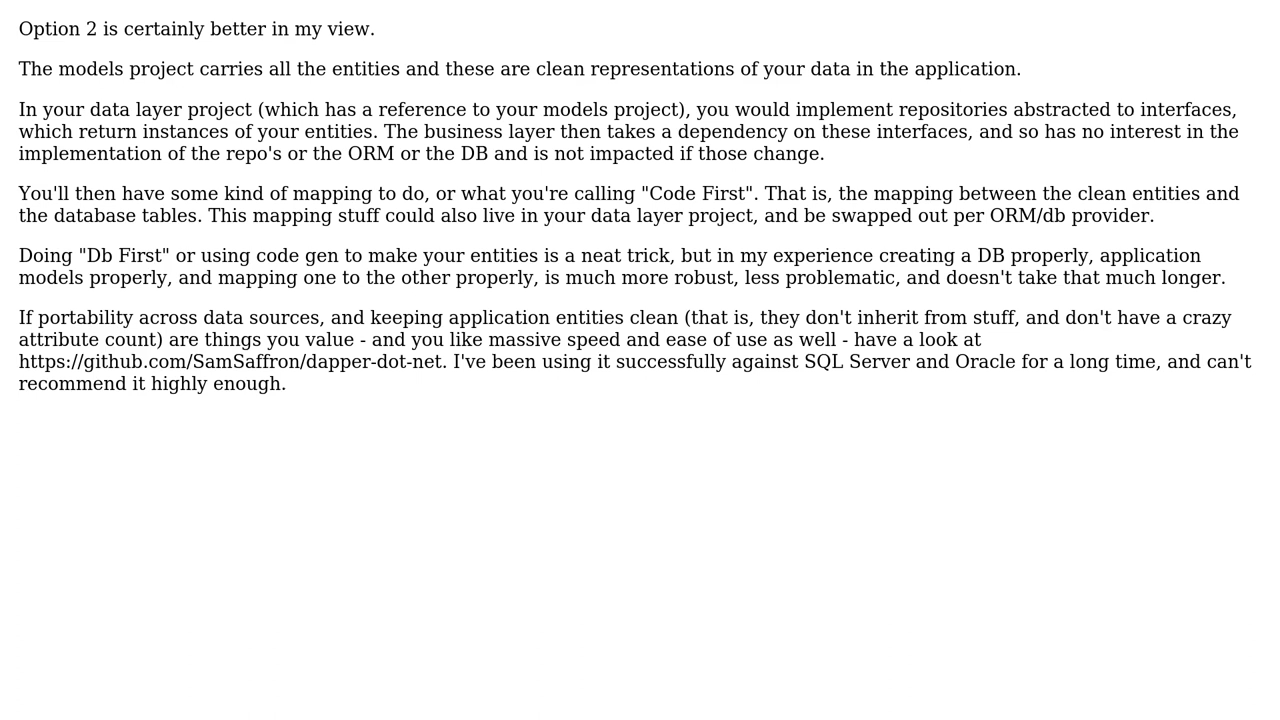 Option 2 is certainly better in my view.
The models project carries all the entities and these are clean representations of your data in the application.
In your data layer project (which has a reference to your models project), you would implement repositories abstracted to interfaces,
which return instances of your entities. The business layer then takes a dependency on these interfaces, and so has no interest in the
implementation of the repo's or the ORM or the DB and is not impacted if those change.
You'll then have some kind of mapping to do, or what you're calling "Code First". That is, the mapping between the clean entities and
the database tables. This mapping stuff could also live in your data layer project, and be swapped out per ORM/db provider.
Doing "Db First" or using code gen to make your entities is a neat trick, but in my experience creating a DB properly, application
models properly, and mapping one to the other properly, is much more robust, less problematic, and doesn't take that much longer.
If portability across data sources, and keeping application entities clean (that is, they don't inherit from stuff, and don't have a crazy
attribute count) are things you value - and you like massive speed and ease of use as well - have a look at
https://github.com/SamSaffron/dapper-dot-net. I've been using it successfully against SQL Server and Oracle for a long time, and can't
recommend it highly enough.